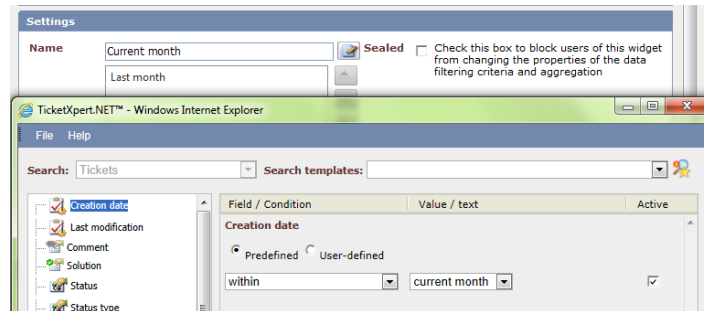 Settings
Name Current month Sealed Check this box to block users of this widget
from changing the properties of the data
filtering criteria and aggregation
Last month
TicketXpert.NET™ - Windows Internet Explorer
File Help
Search: Tickets Search templates:
Creation date Field / Condition Value / text Active
Last modification Creation date
Comment Predefined User-defined
Solution
Status within current month
Status type